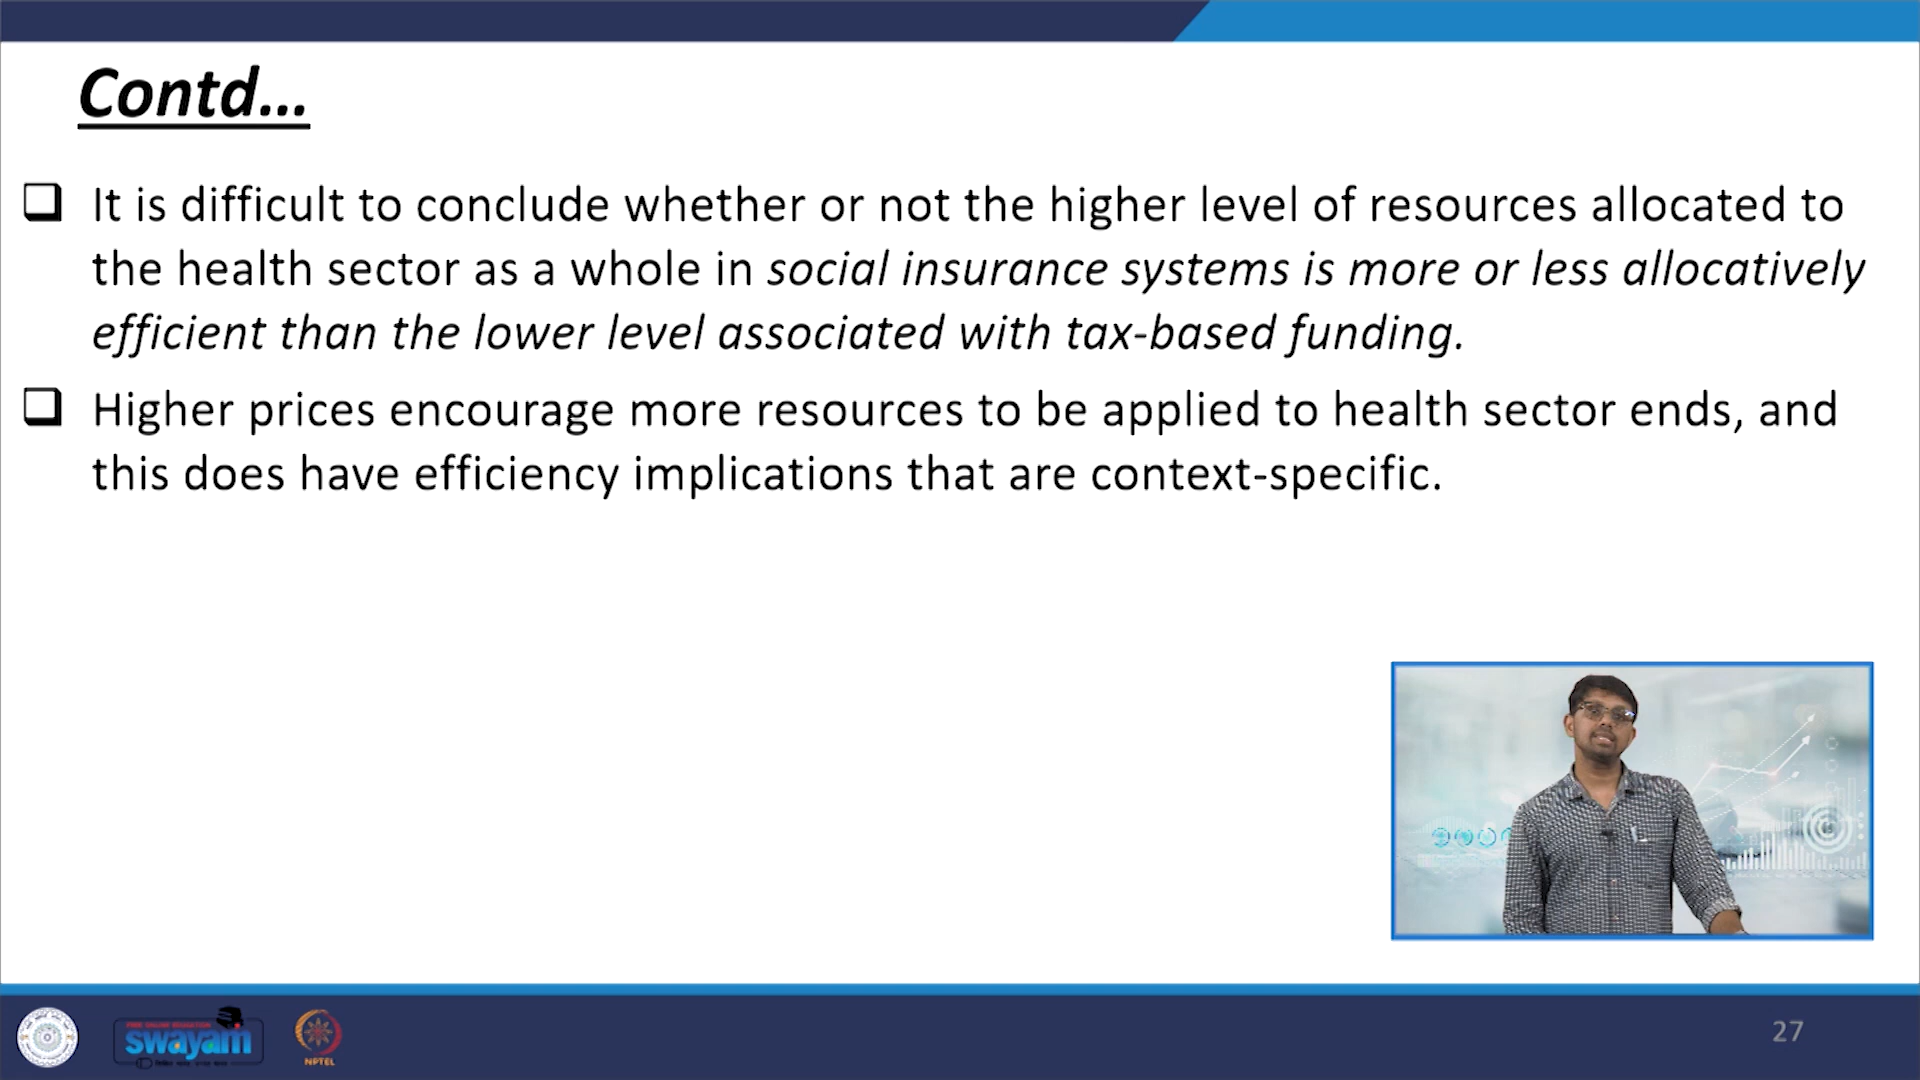 Contd...
It is difficult to conclude whether or not the higher level of resources allocated to
the health sector as a whole in social insurance systems is more or less allocatively
efficient than the lower level associated with tax-based funding.
Higher prices encourage more resources to be applied to health sector ends, and
this does have efficiency implications that are context-specific.
FREE ONLINE EDUCATION
swayam
NPTEL
27